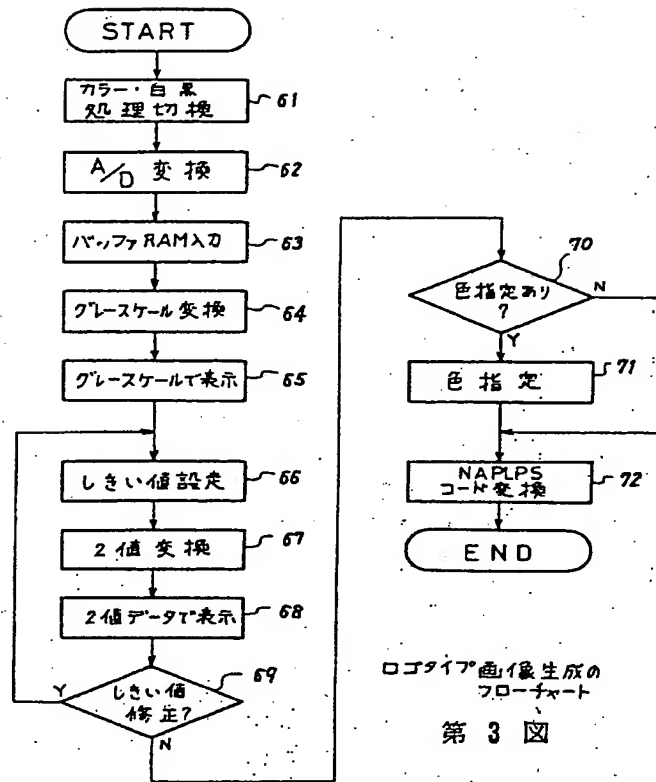 START
カラー・白黒
処理切換
61
A/D 変換
62
バッファRAM入力
63
グレースケール変換
64
グレースケールで表示
65
しきい値設定
66
2値変換
67
2値データで表示
68
しきい値
修正?
69
Y
N
色指定あり
?
70
N
Y
色指定
71
NAPLPS
コード変換
72
END
ロゴタイプ画像生成の
フローチャート
第 3 図